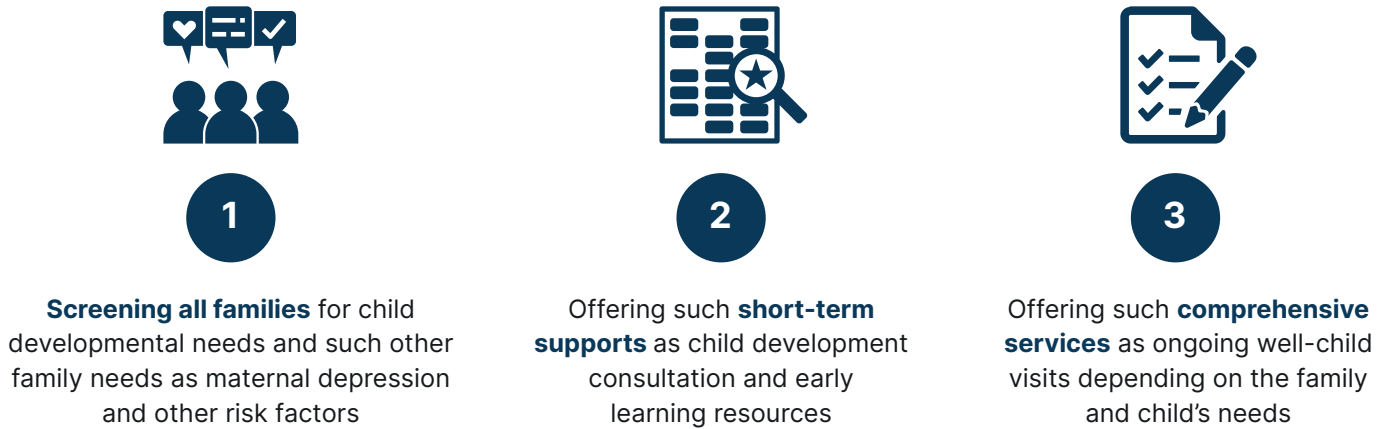 1
Screening all families for child
developmental needs and such other
family needs as maternal depression
and other risk factors
2
Offering such short-term
supports as child development
consultation and early
learning resources
3
Offering such comprehensive
services as ongoing well-child
visits depending on the family
and child’s needs